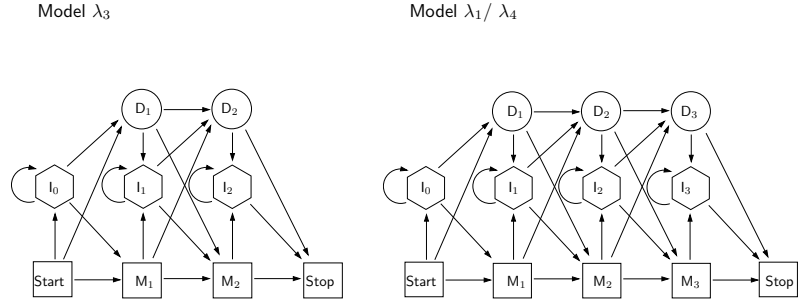 Model λ₃
Model λ₁/ λ₄
D₁ D₂
I₀ I₁ I₂
Start M₁ M₂ Stop
D₁ D₂ D₃
I₀ I₁ I₂ I₃
Start M₁ M₂ M₃ Stop